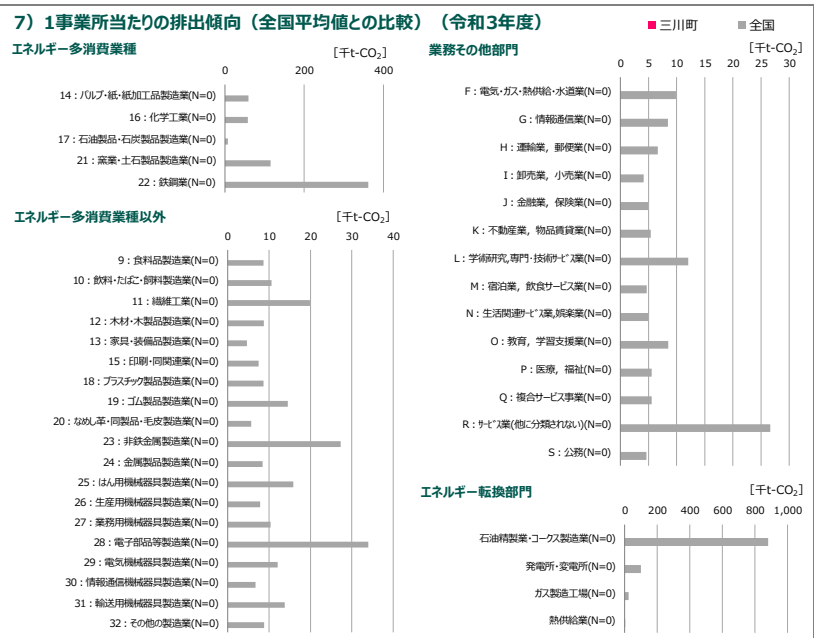 7）1事業所当たりの排出傾向（全国平均値との比較）（令和3年度）
■三川町 ■全国
エネルギー多消費業種
[千t-CO₂]
0 200 400
14：パルプ・紙・紙加工品製造業(N=0)
16：化学工業(N=0)
17：石油製品・石炭製品製造業(N=0)
21：窯業・土石製品製造業(N=0)
22：鉄鋼業(N=0)
エネルギー多消費業種以外
[千t-CO₂]
0 10 20 30 40
9：食料品製造業(N=0)
10：飲料・たばこ・飼料製造業(N=0)
11：繊維工業(N=0)
12：木材・木製品製造業(N=0)
13：家具・装備品製造業(N=0)
15：印刷・同関連業(N=0)
18：プラスチック製品製造業(N=0)
19：ゴム製品製造業(N=0)
20：なめし革・同製品・毛皮製造業(N=0)
23：非鉄金属製造業(N=0)
24：金属製品製造業(N=0)
25：はん用機械器具製造業(N=0)
26：生産用機械器具製造業(N=0)
27：業務用機械器具製造業(N=0)
28：電子部品等製造業(N=0)
29：電気機械器具製造業(N=0)
30：情報通信機械器具製造業(N=0)
31：輸送用機械器具製造業(N=0)
32：その他の製造業(N=0)
業務その他部門
[千t-CO₂]
0 5 10 15 20 25 30
F：電気・ガス・熱供給・水道業(N=0)
G：情報通信業(N=0)
H：運輸業，郵便業(N=0)
I：卸売業，小売業(N=0)
J：金融業，保険業(N=0)
K：不動産業，物品賃貸業(N=0)
L：学術研究,専門・技術ｻｰﾋﾞｽ業(N=0)
M：宿泊業，飲食サービス業(N=0)
N：生活関連ｻｰﾋﾞｽ業,娯楽業(N=0)
O：教育，学習支援業(N=0)
P：医療，福祉(N=0)
Q：複合サービス事業(N=0)
R：ｻｰﾋﾞｽ業(他に分類されない)(N=0)
S：公務(N=0)
エネルギー転換部門
[千t-CO₂]
0 200 400 600 800 1,000
石油精製業・コークス製造業(N=0)
発電所・変電所(N=0)
ガス製造工場(N=0)
熱供給業(N=0)